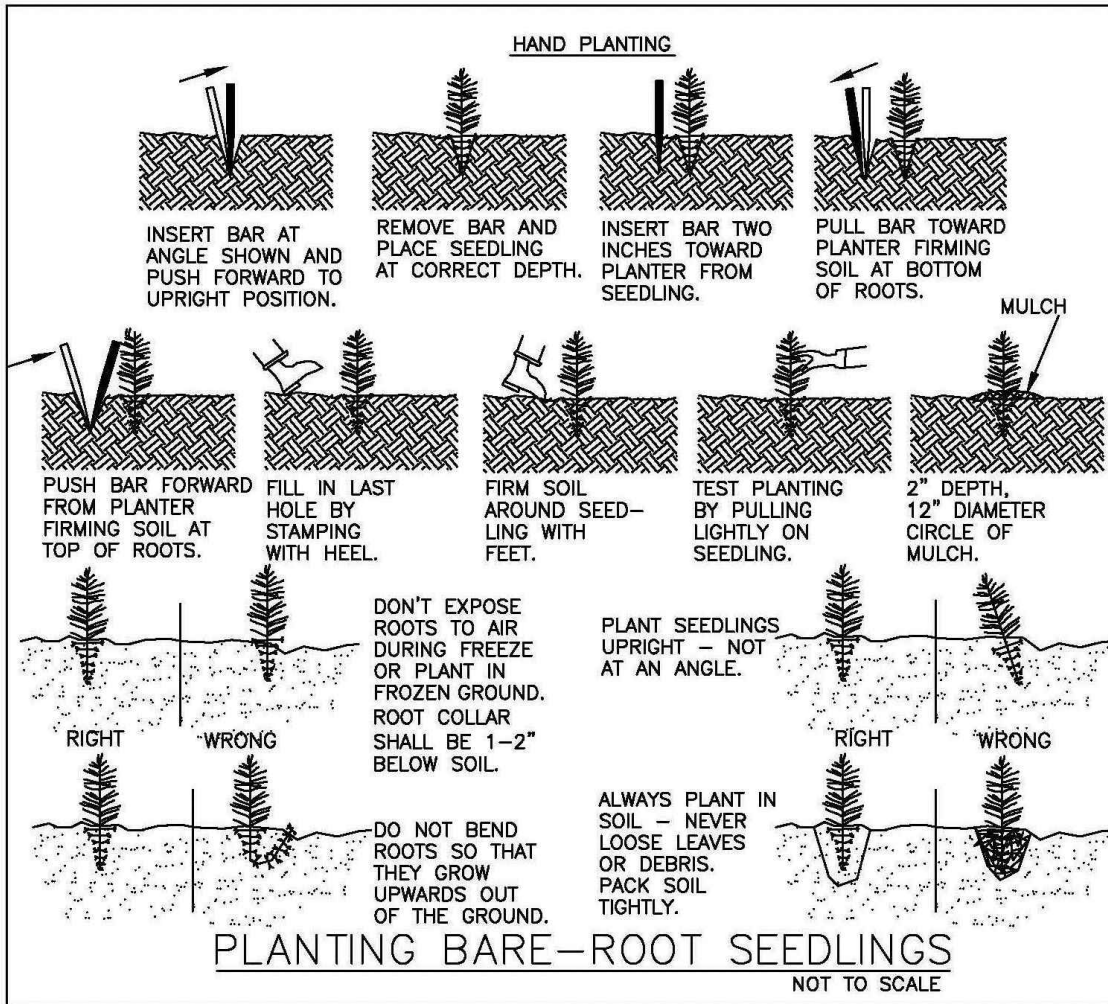 HAND PLANTING
INSERT BAR AT
ANGLE SHOWN AND
PUSH FORWARD TO
UPRIGHT POSITION.
REMOVE BAR AND
PLACE SEEDLING
AT CORRECT DEPTH.
INSERT BAR TWO
INCHES TOWARD
PLANTER FROM
SEEDLING.
PULL BAR TOWARD
PLANTER FIRMING
SOIL AT BOTTOM
OF ROOTS.
MULCH
PUSH BAR FORWARD
FROM PLANTER
FIRMING SOIL AT
TOP OF ROOTS.
FILL IN LAST
HOLE BY
STAMPING
WITH HEEL.
FIRM SOIL
AROUND SEED–
LING WITH
FEET.
TEST PLANTING
BY PULLING
LIGHTLY ON
SEEDLING.
2" DEPTH,
12" DIAMETER
CIRCLE OF
MULCH.
DON'T EXPOSE
ROOTS TO AIR
DURING FREEZE
OR PLANT IN
FROZEN GROUND.
ROOT COLLAR
SHALL BE 1–2"
BELOW SOIL.
RIGHT
WRONG
PLANT SEEDLINGS
UPRIGHT – NOT
AT AN ANGLE.
RIGHT
WRONG
DO NOT BEND
ROOTS SO THAT
THEY GROW
UPWARDS OUT
OF THE GROUND.
ALWAYS PLANT IN
SOIL – NEVER
LOOSE LEAVES
OR DEBRIS.
PACK SOIL
TIGHTLY.
PLANTING BARE–ROOT SEEDLINGS
NOT TO SCALE